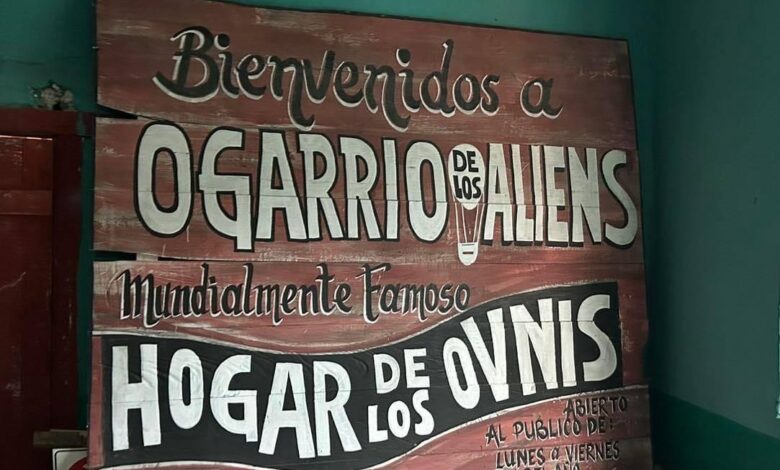 Bienvenidos a
OGARRIO DE LOS ALIENS
Mundialmente Famoso
HOGAR DE LOS OVNIS
ABIERTO
AL PUBLICO DE:
LUNES a VIERNES